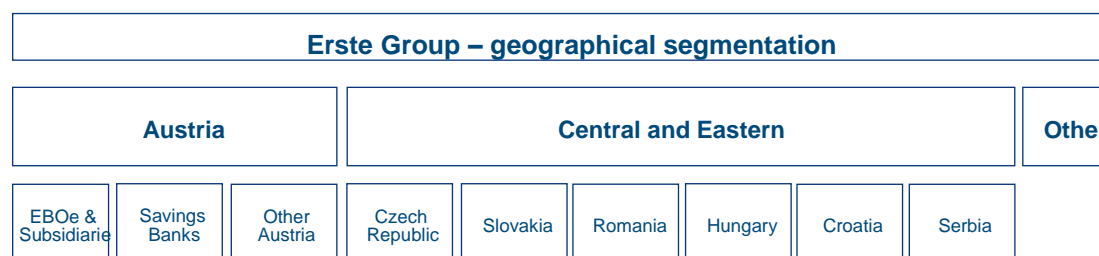 Erste Group – geographical segmentation
Austria
Central and Eastern
Othe
EBOe &
Subsidiarie
Savings
Banks
Other
Austria
Czech
Republic
Slovakia
Romania
Hungary
Croatia
Serbia